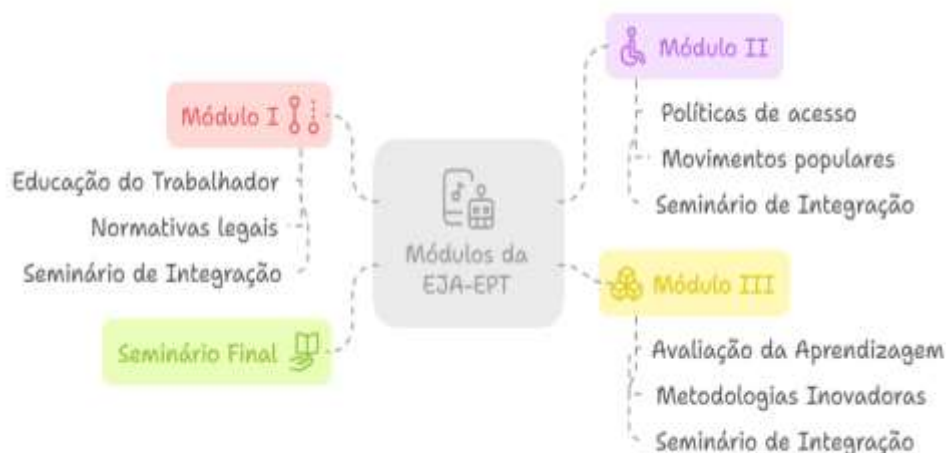 Módulo I
Educação do Trabalhador
Normativas legais
Seminário de Integração
Seminário Final
Módulos da
EJA-EPT
Módulo II
Políticas de acesso
Movimentos populares
Seminário de Integração
Módulo III
Avaliação da Aprendizagem
Metodologias Inovadoras
Seminário de Integração